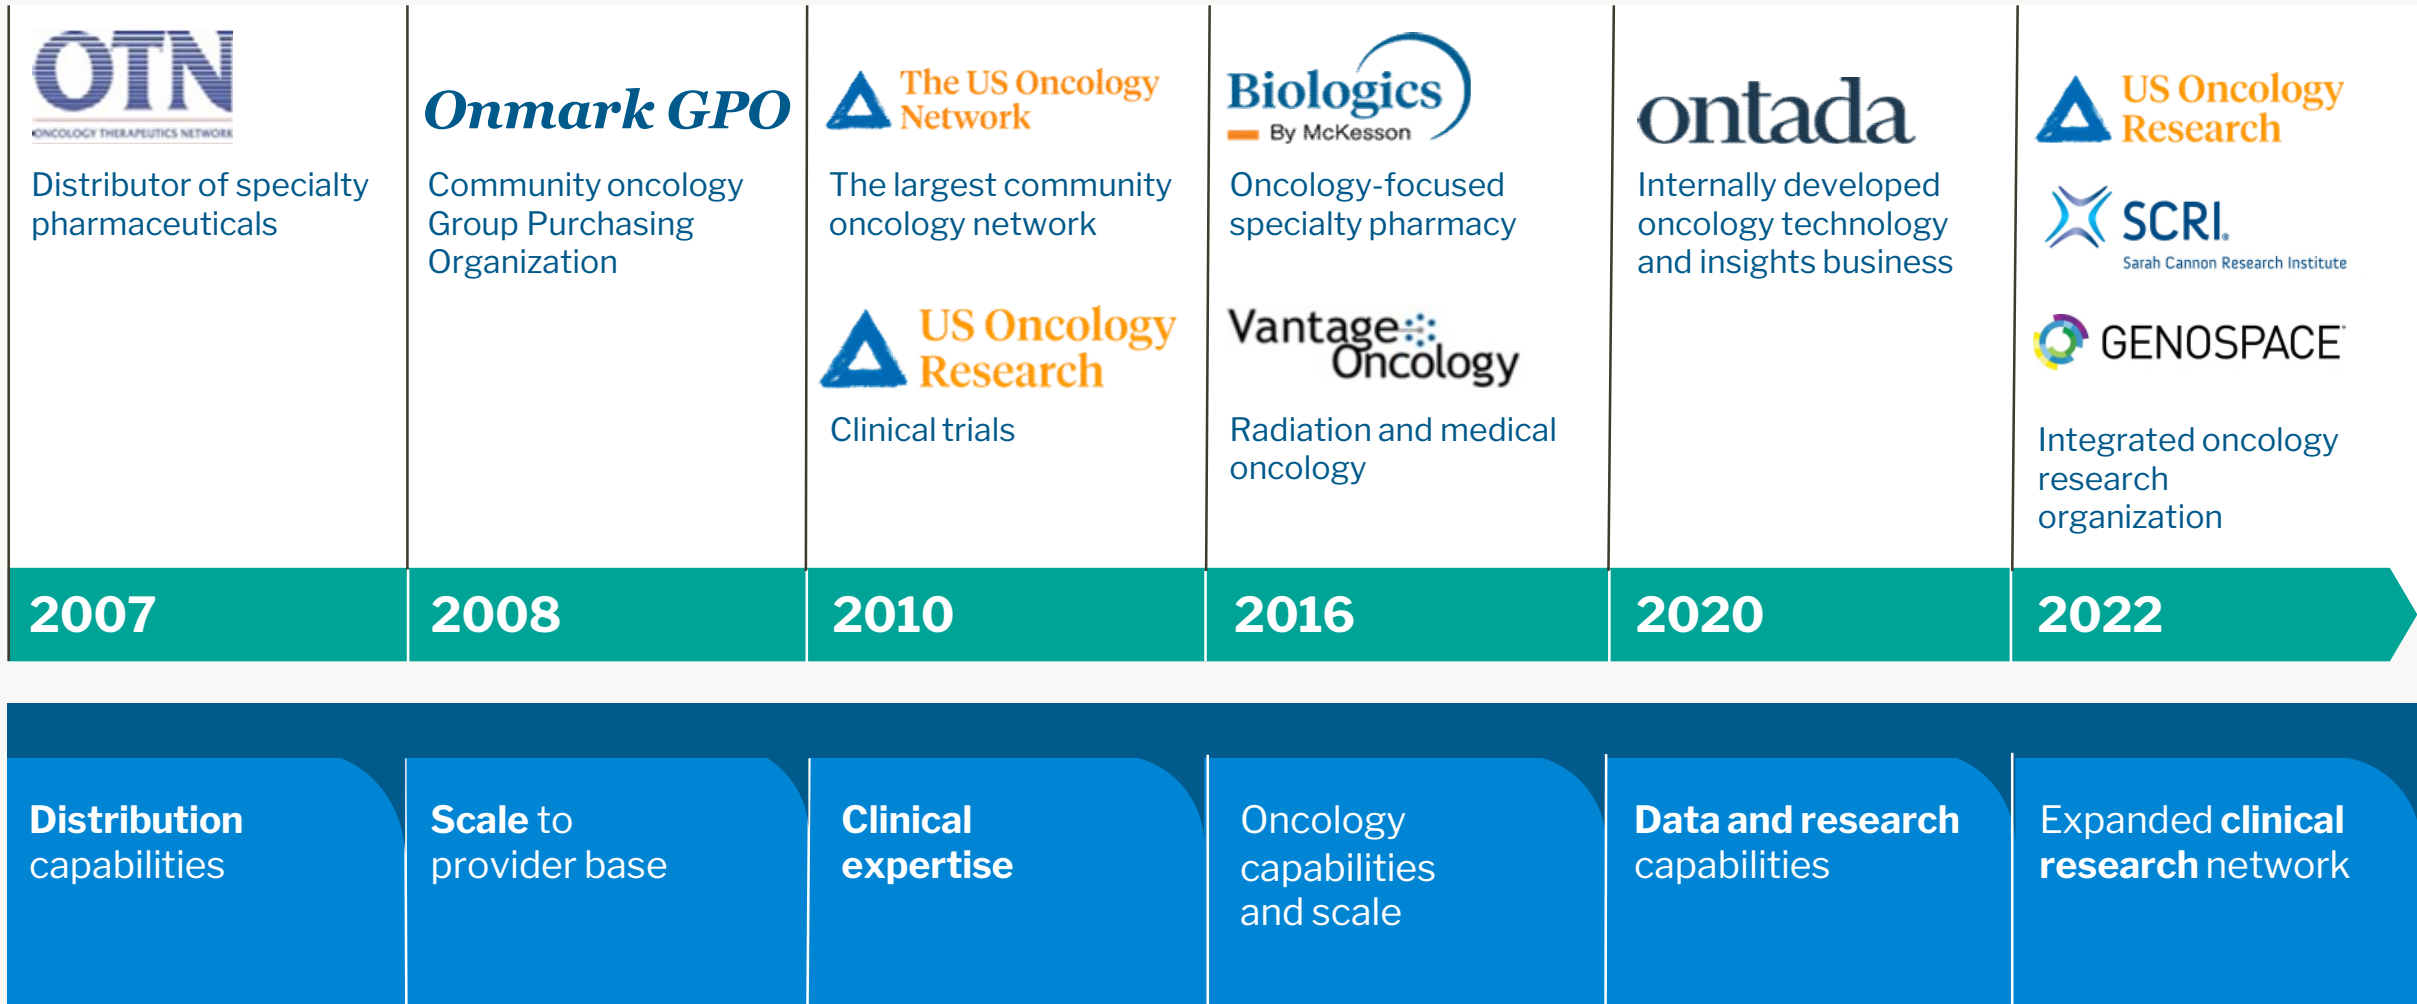 OTN
ONCOLOGY THERAPEUTICS NETWORK
Distributor of specialty
pharmaceuticals
Onmark GPO
Community oncology
Group Purchasing
Organization
The US Oncology
Network
The largest community
oncology network
US Oncology
Research
Clinical trials
Biologics
By McKesson
Oncology-focused
specialty pharmacy
Vantage
Oncology
Radiation and medical
oncology
ontada
Internally developed
oncology technology
and insights business
US Oncology
Research
SCRI®
Sarah Cannon Research Institute
GENOSPACE
Integrated oncology
research
organization
2007
2008
2010
2016
2020
2022
Distribution
capabilities
Scale to
provider base
Clinical
expertise
Oncology
capabilities
and scale
Data and research
capabilities
Expanded clinical
research network